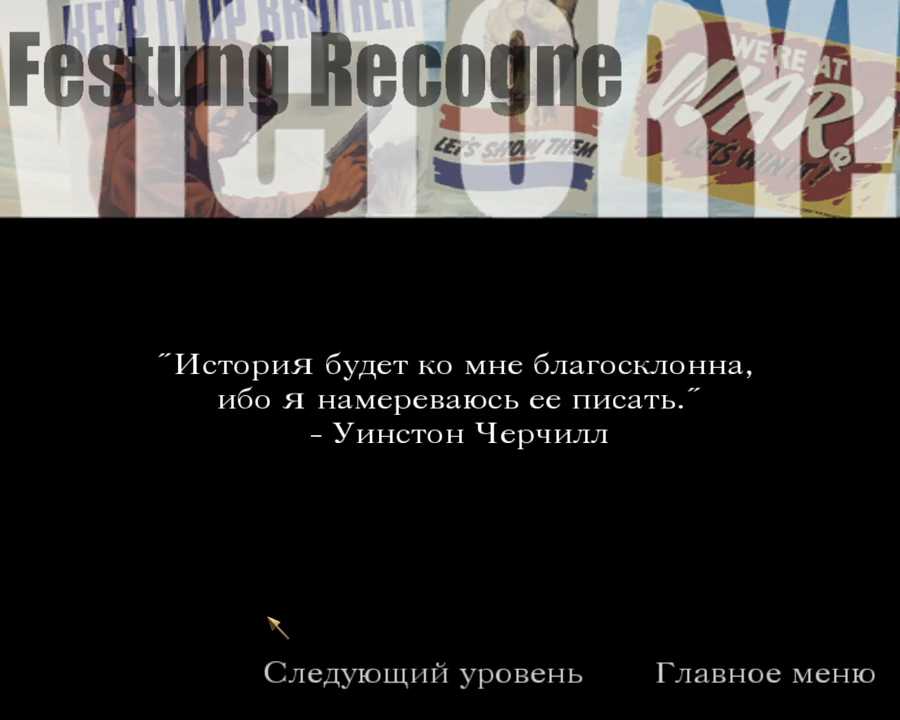 KEEP IT UP BROTHER
VICTORY!
Festung Recogne
WE'RE AT
WAR!
LET'S SHOW THEM
LET'S WIN IT!
˝История будет ко мне благосклонна,
ибо я намереваюсь ее писать.˝
- Уинстон Черчилл
Следующий уровень
Главное меню